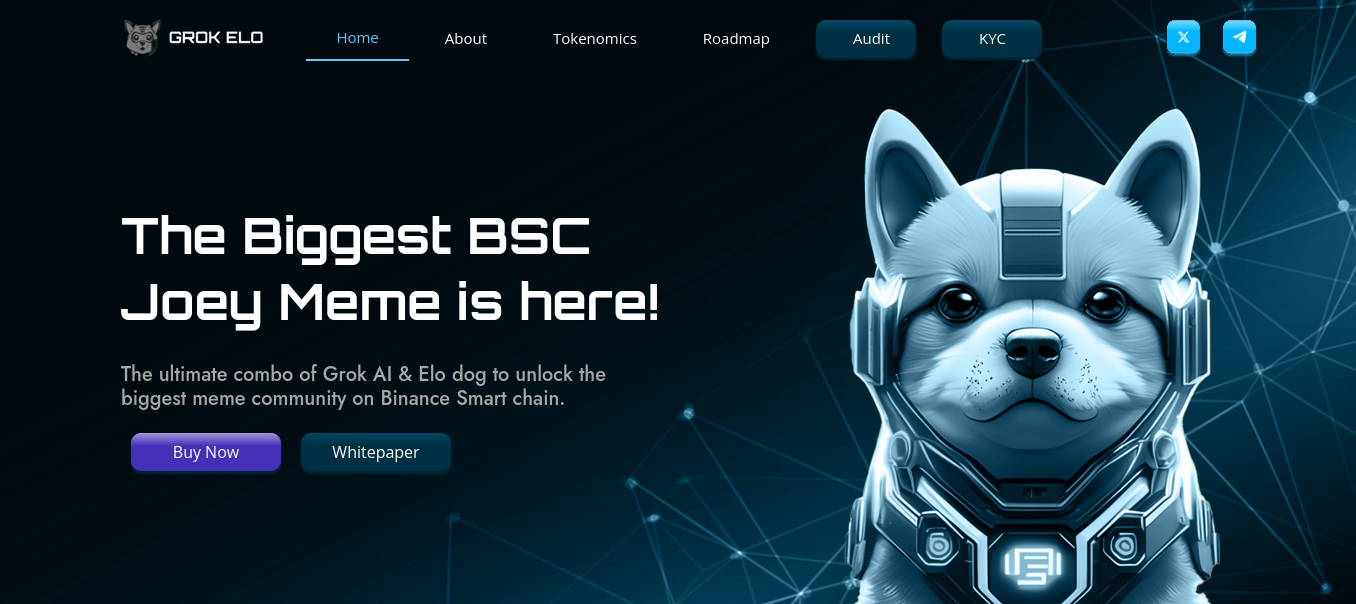 GROK ELO
Home
About
Tokenomics
Roadmap
Audit
KYC
The Biggest BSC
Joey Meme is here!
The ultimate combo of Grok AI & Elo dog to unlock the
biggest meme community on Binance Smart chain.
Buy Now
Whitepaper